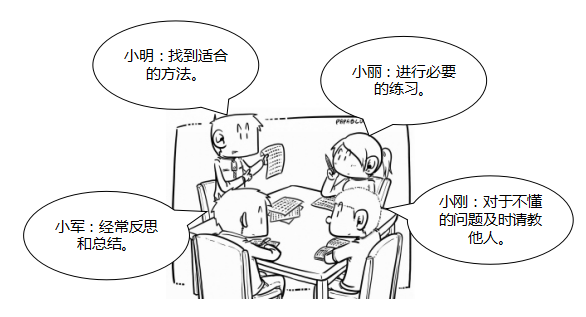 小明：找到适合
的方法。
小丽：进行必要
的练习。
小军：经常反思
和总结。
小刚：对于不懂
的问题及时请教
他人。